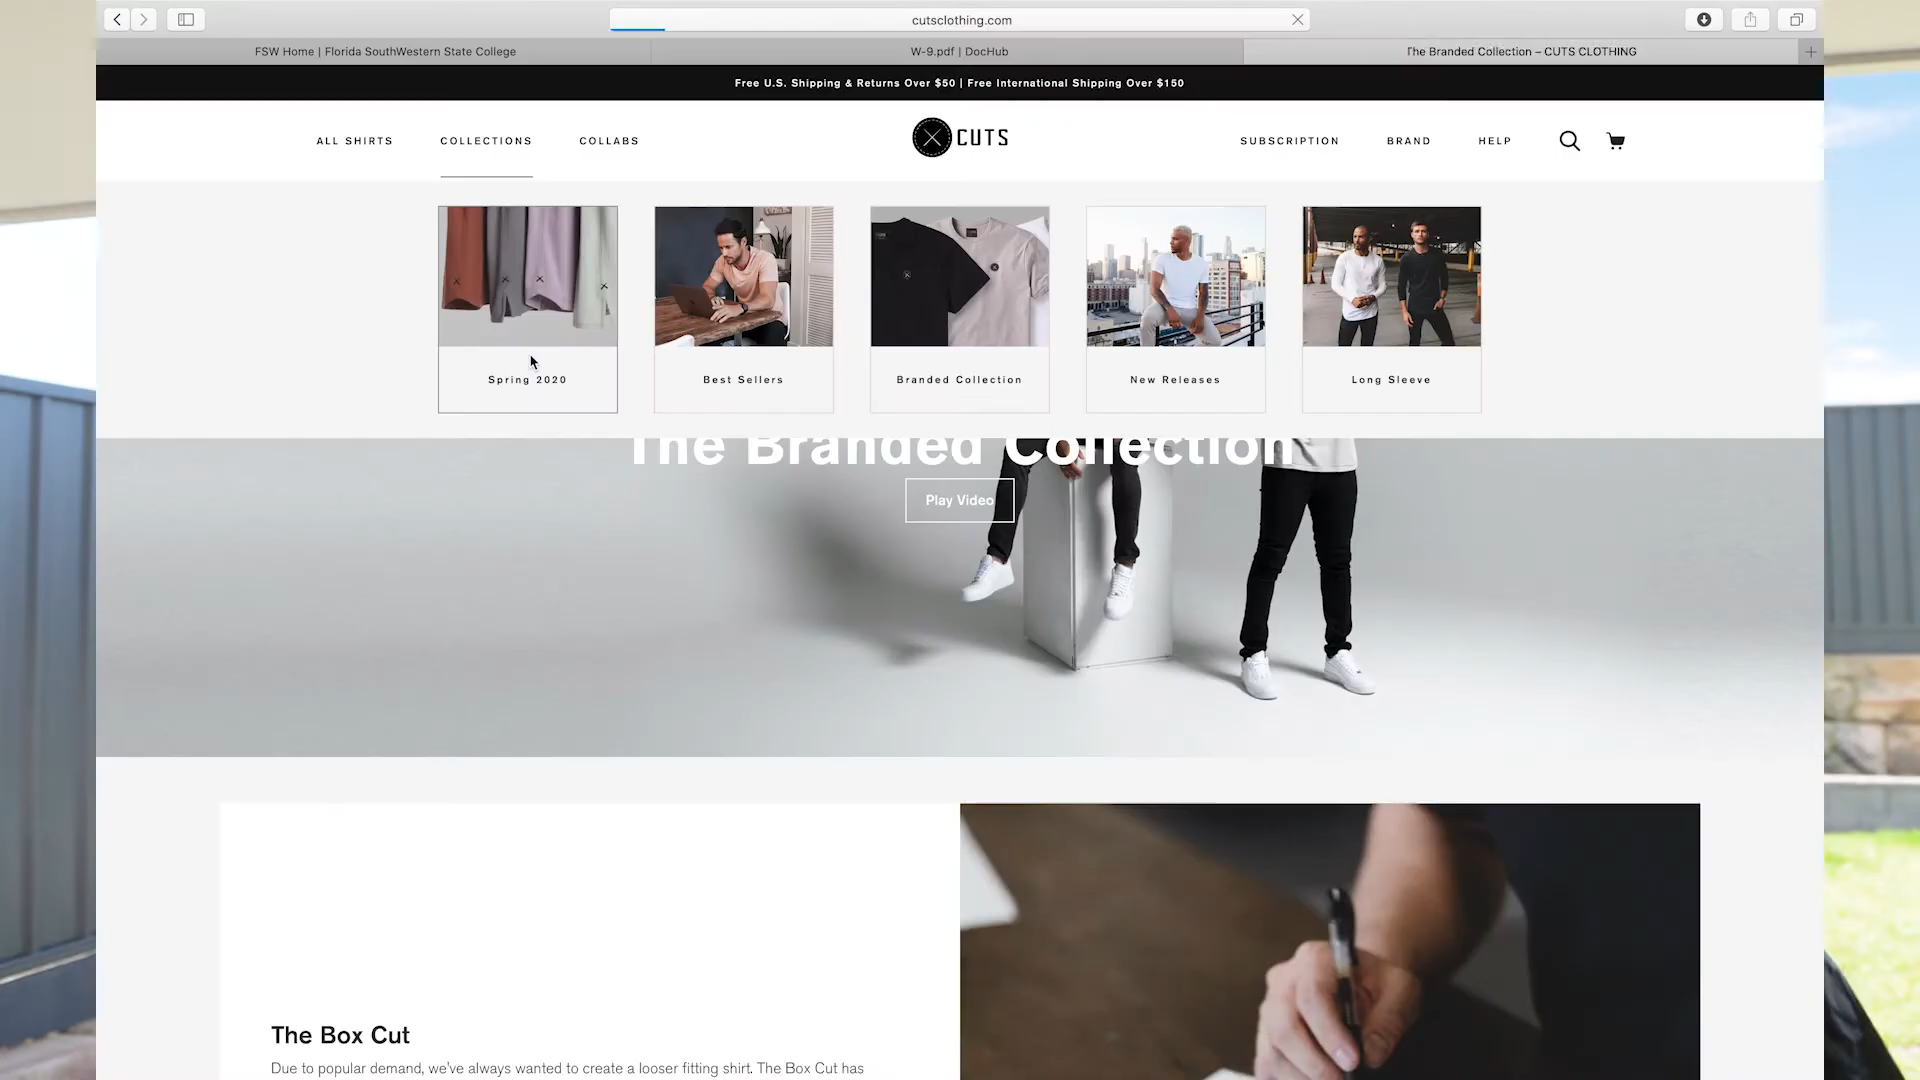 cutsclothing.com
FSW Home | Florida SouthWestern State College
W-9.pdf | DocHub
The Branded Collection – CUTS CLOTHING
Free U.S. Shipping & Returns Over $50 | Free International Shipping Over $150
ALL SHIRTS
COLLECTIONS
COLLABS
CUTS
SUBSCRIPTION
BRAND
HELP
Spring 2020
Best Sellers
Branded Collection
New Releases
Long Sleeve
The Branded Collection
Play Video
The Box Cut
Due to popular demand, we've always wanted to create a looser fitting shirt. The Box Cut has